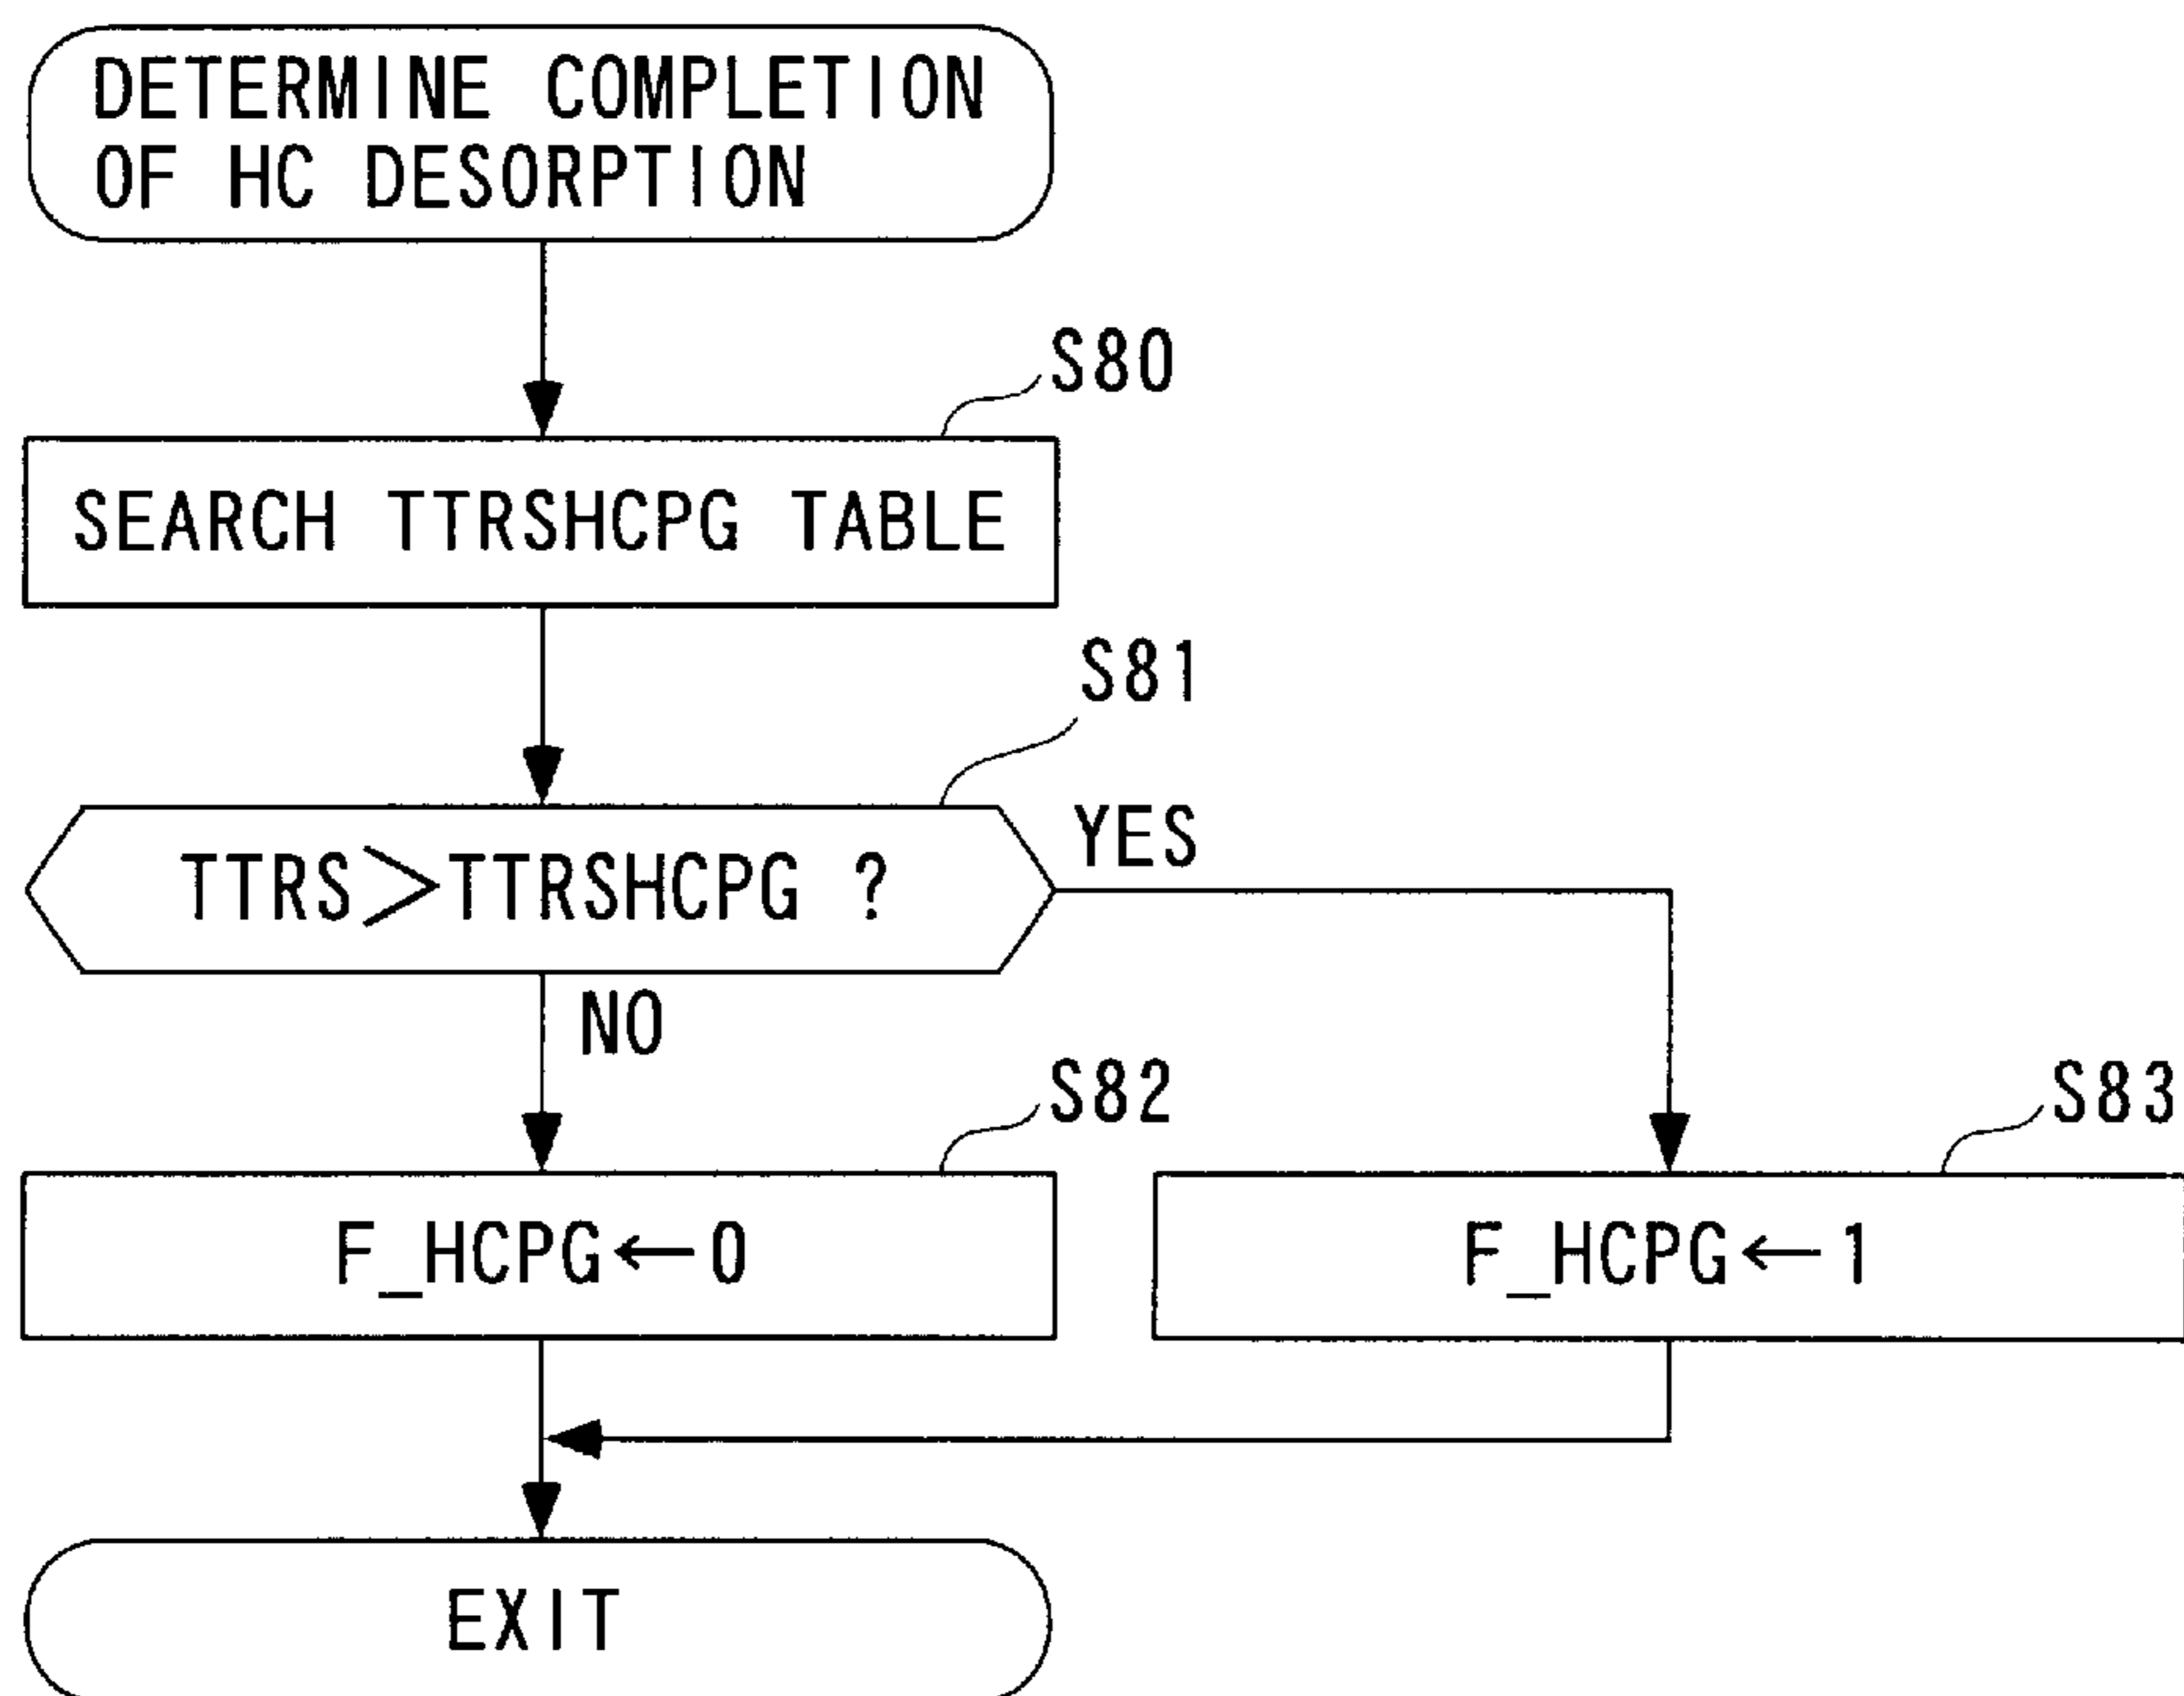 DETERMINE COMPLETION
OF HC DESORPTION
S80
SEARCH TTRSHCPG TABLE
S81
TTRS>TTRSHCPG ?
YES
NO
S82
S83
F_HCPG←0
F_HCPG←1
EXIT